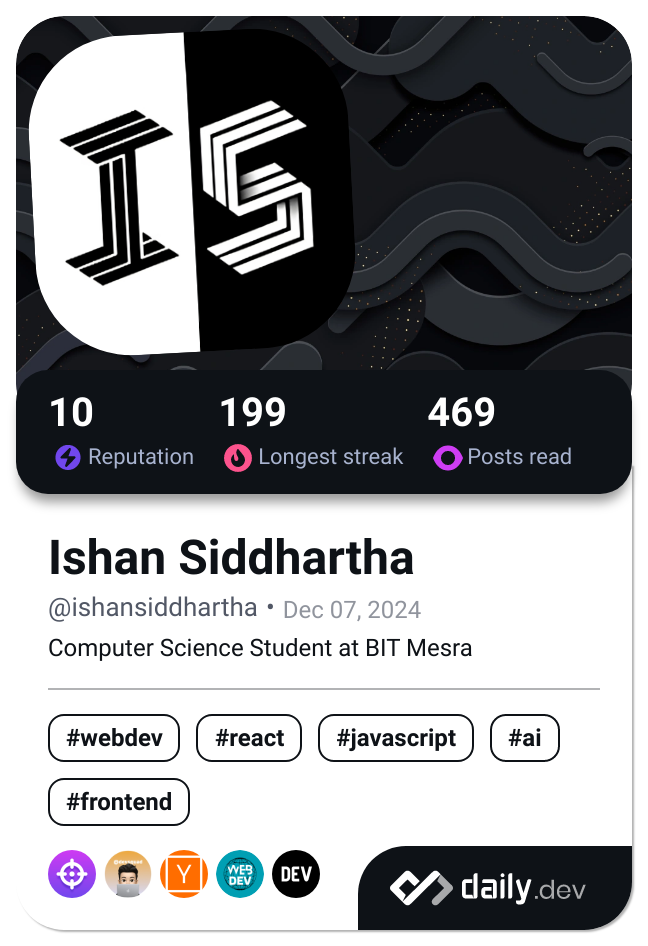 IS
10 199 469
Reputation Longest streak Posts read
Ishan Siddhartha
@ishansiddhartha • Dec 07, 2024
Computer Science Student at BIT Mesra
#webdev #react #javascript #ai
#frontend
Y WEB DEV DEV
daily.dev